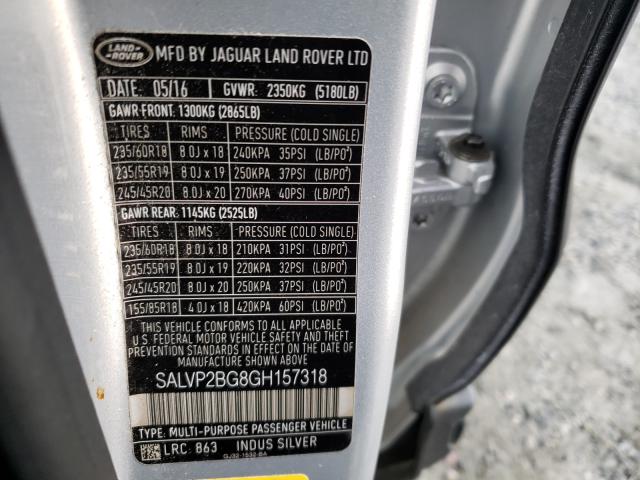 LAND-ROVER
MFD BY JAGUAR LAND ROVER LTD
DATE: 05/16 GVWR: 2350KG (5180LB)
GAWR-FRONT: 1300KG (2865LB)
TIRES RIMS PRESSURE (COLD SINGLE)
235/60R18 8.0J x 18 240KPA 35PSI (LB/PO²)
235/55R19 8.0J x 19 250KPA 37PSI (LB/PO²)
245/45R20 8.0J x 20 270KPA 40PSI (LB/PO²)
GAWR REAR: 1145KG (2525LB)
TIRES RIMS PRESSURE (COLD SINGLE)
235/60R18 8.0J x 18 210KPA 31PSI (LB/PO²)
235/55R19 8.0J x 19 220KPA 32PSI (LB/PO²)
245/45R20 8.0J x 20 250KPA 37PSI (LB/PO²)
155/85R18 4.0J x 18 420KPA 60PSI (LB/PO²)
THIS VEHICLE CONFORMS TO ALL APPLICABLE
U.S. FEDERAL MOTOR VEHICLE SAFETY AND THEFT
PREVENTION STANDARDS IN EFFECT ON THE DATE OF
MANUFACTURE SHOWN ABOVE
SALVP2BG8GH157318
TYPE: MULTI-PURPOSE PASSENGER VEHICLE
LRC: 863 INDUS SILVER
GJ32-1532-BA